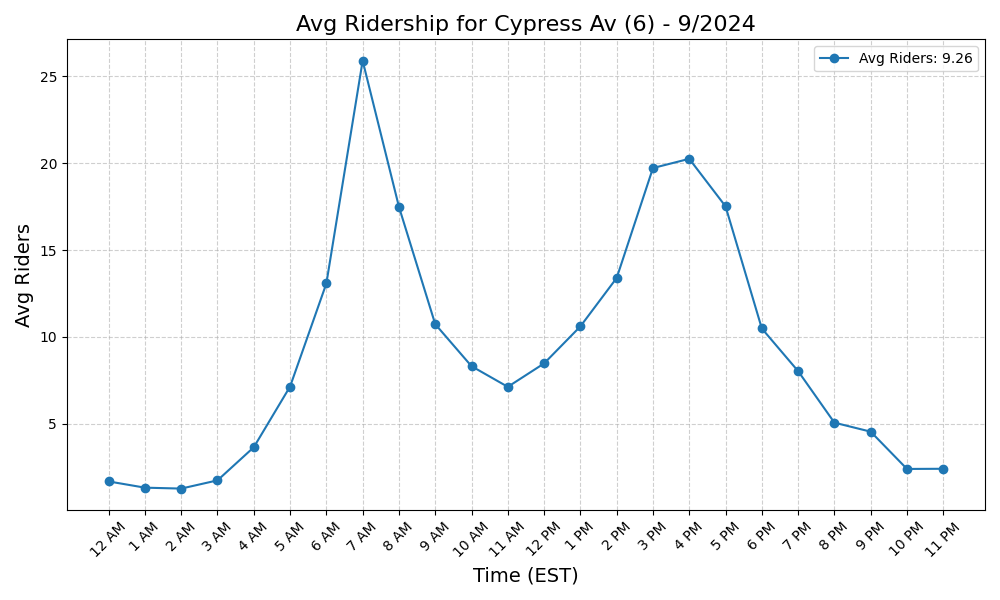 Avg Ridership for Cypress Av (6) - 9/2024
Avg Riders: 9.26
Avg Riders
25
20
15
10
5
12 AM
1 AM
2 AM
3 AM
4 AM
5 AM
6 AM
7 AM
8 AM
9 AM
10 AM
11 AM
12 PM
1 PM
2 PM
3 PM
4 PM
5 PM
6 PM
7 PM
8 PM
9 PM
10 PM
11 PM
Time (EST)